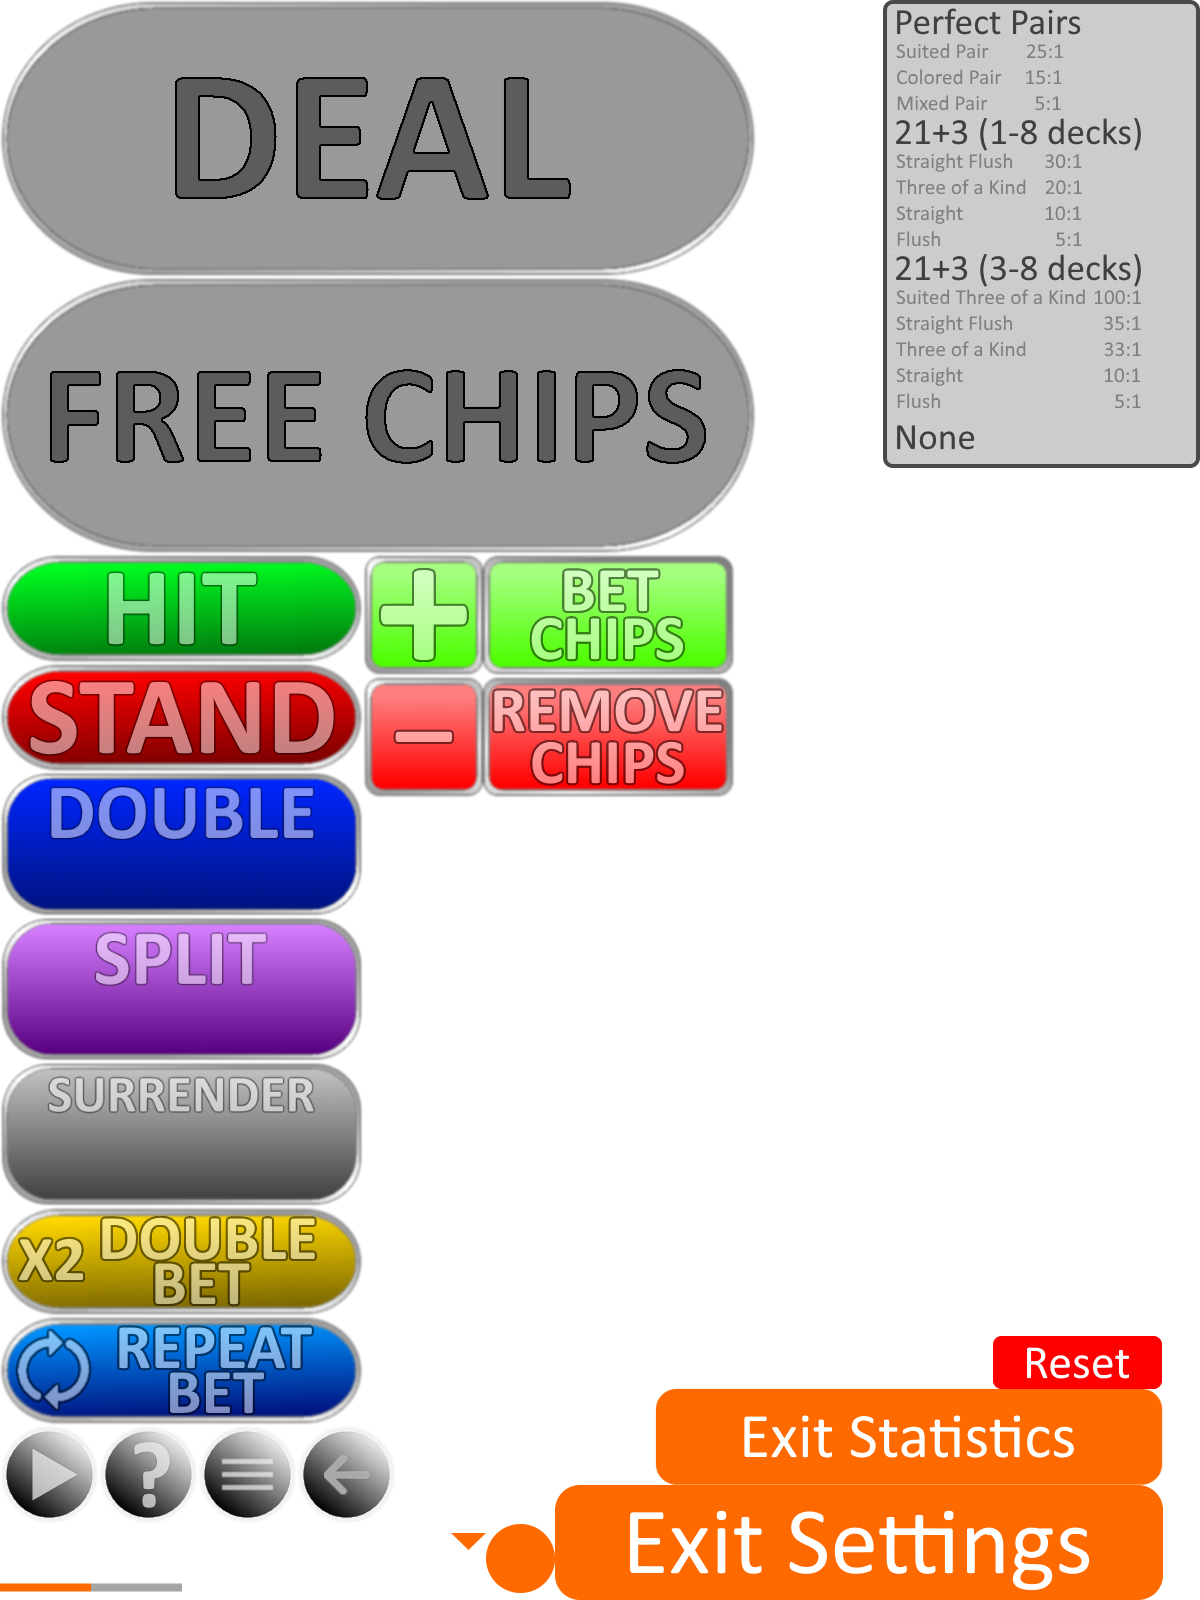 DEAL
FREE CHIPS
HIT
STAND
DOUBLE
SPLIT
SURRENDER
X2 DOUBLE
BET
REPEAT
BET
+
BET
CHIPS
−
REMOVE
CHIPS
?
Perfect Pairs
Suited Pair 25:1
Colored Pair 15:1
Mixed Pair 5:1
21+3 (1-8 decks)
Straight Flush 30:1
Three of a Kind 20:1
Straight 10:1
Flush 5:1
21+3 (3-8 decks)
Suited Three of a Kind 100:1
Straight Flush 35:1
Three of a Kind 33:1
Straight 10:1
Flush 5:1
None
Reset
Exit Statistics
Exit Settings